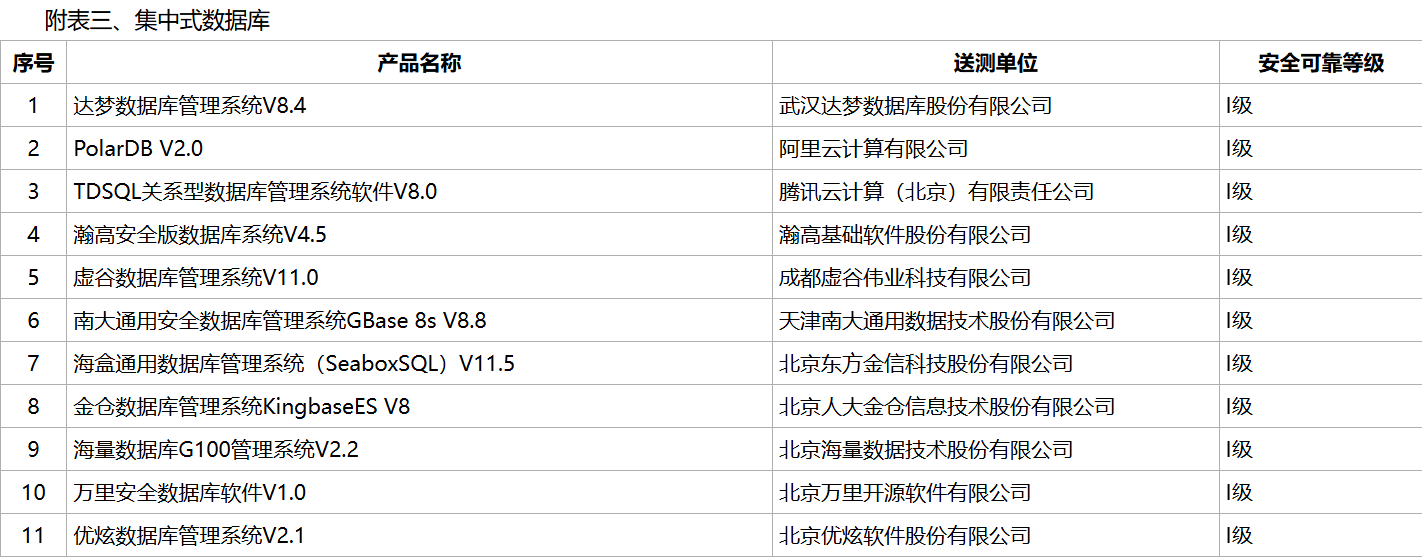 附表三、集中式数据库
序号 产品名称 送测单位 安全可靠等级
1 达梦数据库管理系统V8.4 武汉达梦数据库股份有限公司 I级
2 PolarDB V2.0 阿里云计算有限公司 I级
3 TDSQL关系型数据库管理系统软件V8.0 腾讯云计算（北京）有限责任公司 I级
4 瀚高安全版数据库系统V4.5 瀚高基础软件股份有限公司 I级
5 虚谷数据库管理系统V11.0 成都虚谷伟业科技有限公司 I级
6 南大通用安全数据库管理系统GBase 8s V8.8 天津南大通用数据技术股份有限公司 I级
7 海盒通用数据库管理系统（SeaboxSQL）V11.5 北京东方金信科技股份有限公司 I级
8 金仓数据库管理系统KingbaseES V8 北京人大金仓信息技术股份有限公司 I级
9 海量数据库G100管理系统V2.2 北京海量数据技术股份有限公司 I级
10 万里安全数据库软件V1.0 北京万里开源软件有限公司 I级
11 优炫数据库管理系统V2.1 北京优炫软件股份有限公司 I级